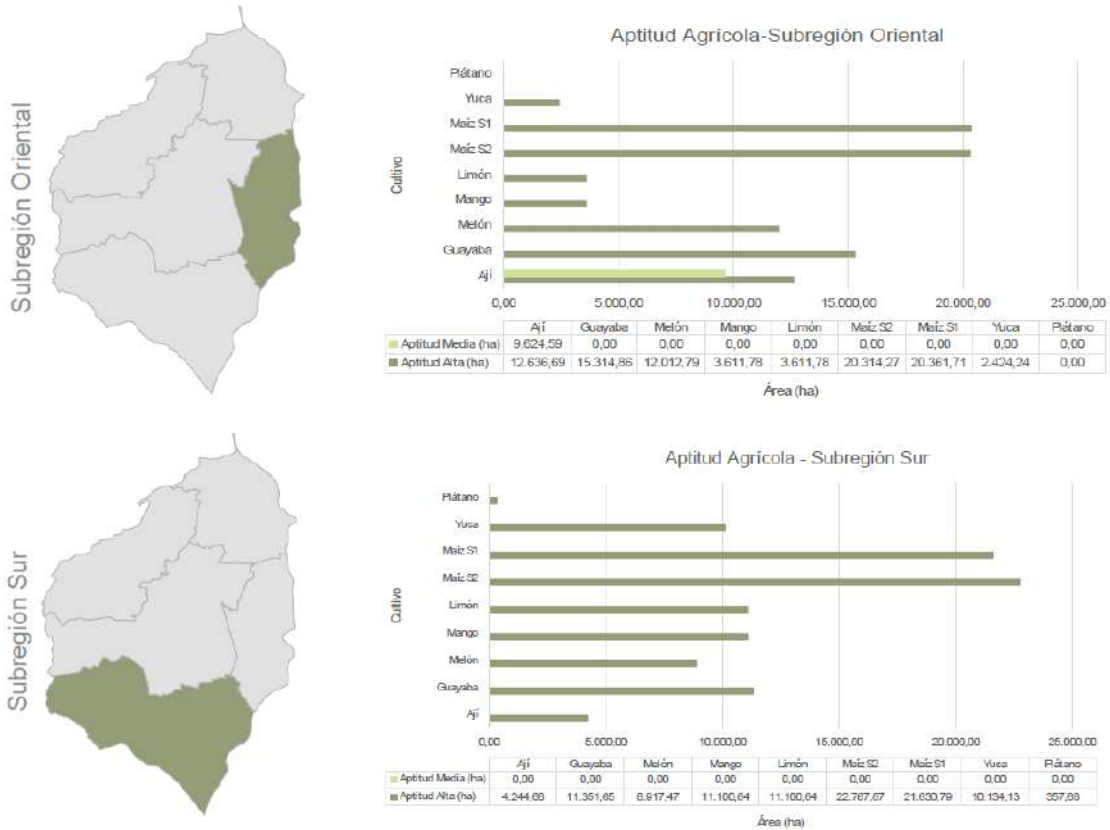 Subregión Oriental
Aptitud Agrícola-Subregión Oriental
Cultivo
Plátano
Yuca
Maíz S1
Maíz S2
Limón
Mango
Melón
Guayaba
Ají
0,00 5.000,00 10.000,00 15.000,00 20.000,00 25.000,00
Ají Guayaba Melón Mango Limón Maíz S2 Maíz S1 Yuca Plátano
Aptitud Media (ha) 9.624,59 0,00 0,00 0,00 0,00 0,00 0,00 0,00 0,00
Aptitud Alta (ha) 12.636,69 15.314,86 12.012,79 3.611,78 3.611,78 20.314,27 20.361,71 2.424,24 0,00
Área (ha)
Subregión Sur
Aptitud Agrícola - Subregión Sur
Cultivo
Plátano
Yuca
Maíz S1
Maíz S2
Limón
Mango
Melón
Guayaba
Ají
0,00 5.000,00 10.000,00 15.000,00 20.000,00 25.000,00
Ají Guayaba Melón Mango Limón Maíz S2 Maíz S1 Yuca Plátano
Aptitud Media (ha) 0,00 0,00 0,00 0,00 0,00 0,00 0,00 0,00 0,00
Aptitud Alta (ha) 4.244,68 11.351,65 8.917,47 11.100,64 11.100,64 22.767,67 21.630,79 10.134,13 357,68
Área (ha)